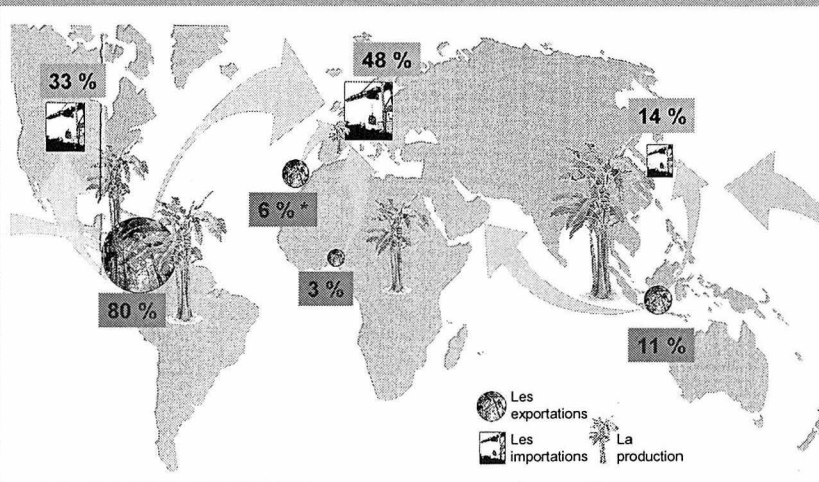 48 %
33 %
14 %
6 % *
3 %
80 %
11 %
Les
exportations
Les
importations
La
production